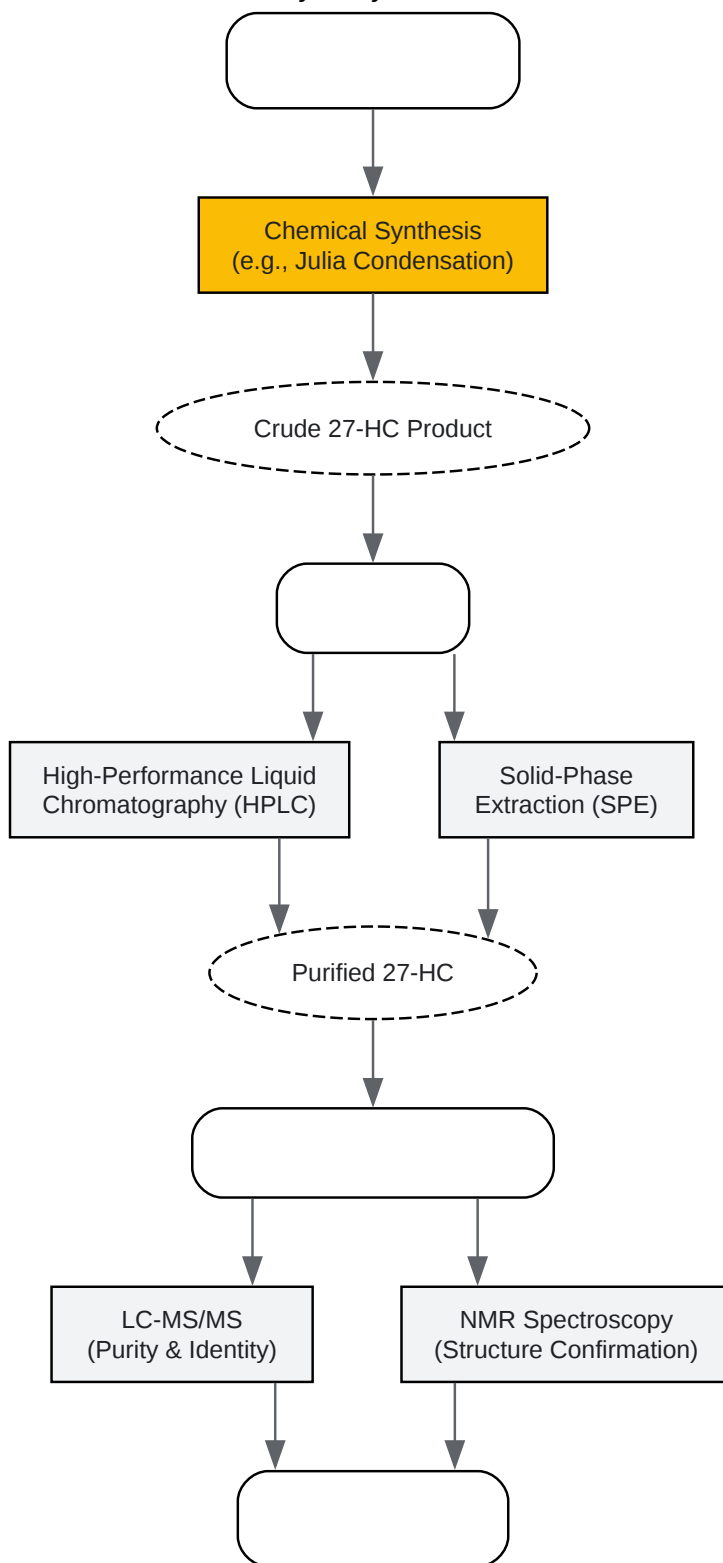 Chemical Synthesis
(e.g., Julia Condensation)
Crude 27-HC Product
High-Performance Liquid
Chromatography (HPLC)
Solid-Phase
Extraction (SPE)
Purified 27-HC
LC-MS/MS
(Purity & Identity)
NMR Spectroscopy
(Structure Confirmation)